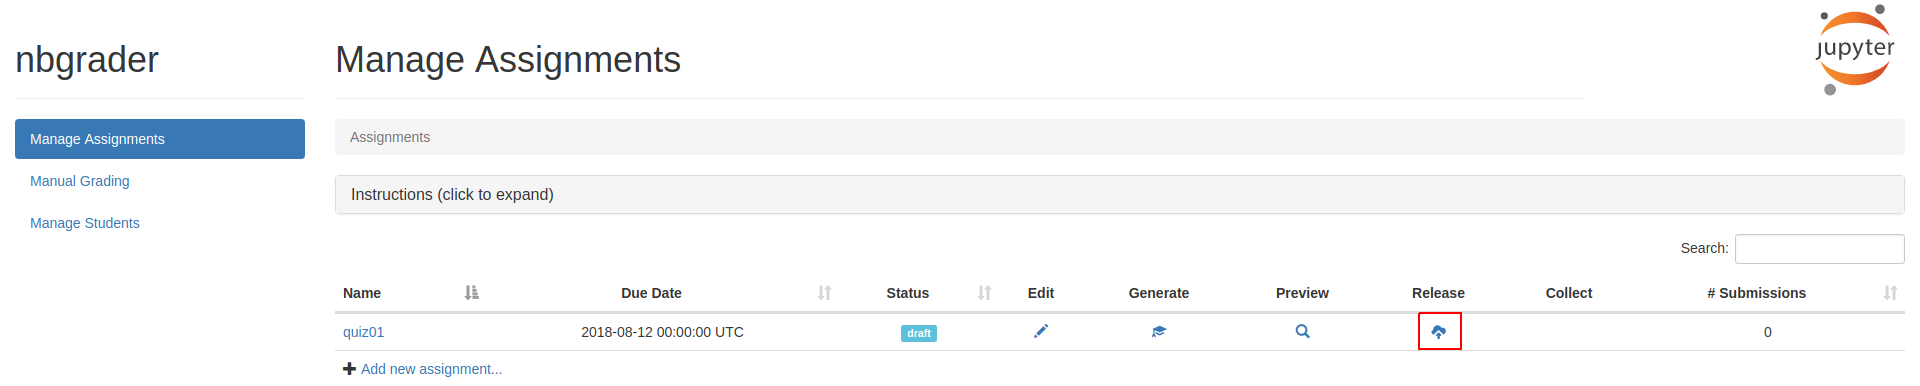 nbgrader
Manage Assignments
jupyter
Manage Assignments
Manual Grading
Manage Students
Assignments
Instructions (click to expand)
Search:
Name Due Date Status Edit Generate Preview Release Collect # Submissions
quiz01 2018-08-12 00:00:00 UTC draft 0
Add new assignment...